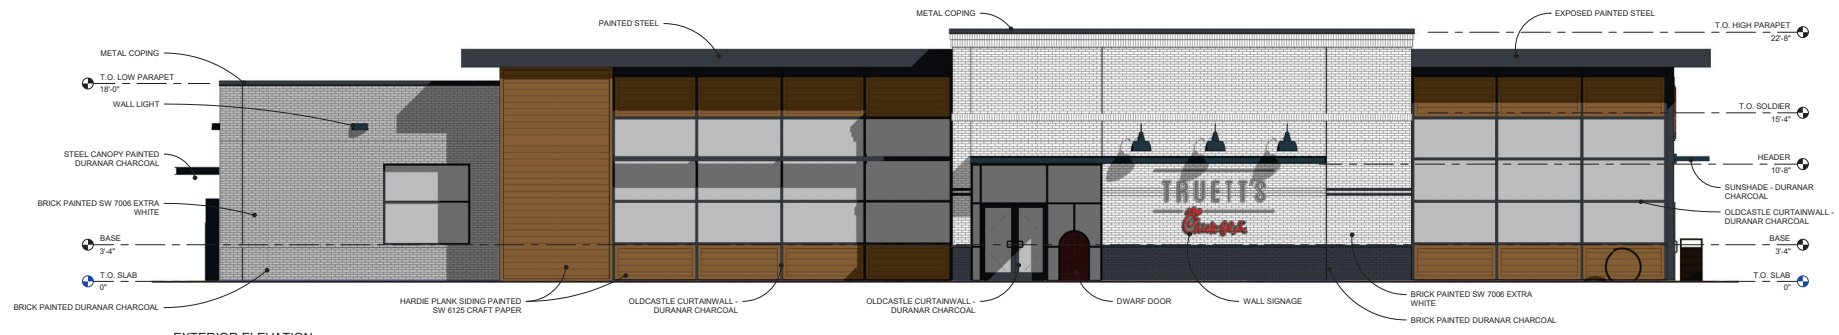 METAL COPING
EXPOSED PAINTED STEEL
PAINTED STEEL
T.O. HIGH PARAPET
22'-8"
METAL COPING
T.O. LOW PARAPET
18'-0"
WALL LIGHT
T.O. SOLDIER
15'-4"
STEEL CANOPY PAINTED
DURANAR CHARCOAL
HEADER
10'-8"
SUNSHADE - DURANAR
CHARCOAL
TRUETT'S
Chick-fil-A
BRICK PAINTED SW 7006 EXTRA
WHITE
OLDCASTLE CURTAINWALL -
DURANAR CHARCOAL
BASE
3'-4"
BASE
3'-4"
T.O. SLAB
0"
T.O. SLAB
0"
BRICK PAINTED DURANAR CHARCOAL
HARDIE PLANK SIDING PAINTED
SW 6125 CRAFT PAPER
OLDCASTLE CURTAINWALL -
DURANAR CHARCOAL
OLDCASTLE CURTAINWALL -
DURANAR CHARCOAL
DWARF DOOR
WALL SIGNAGE
BRICK PAINTED SW 7006 EXTRA
WHITE
BRICK PAINTED DURANAR CHARCOAL
EXTERIOR ELEVATION